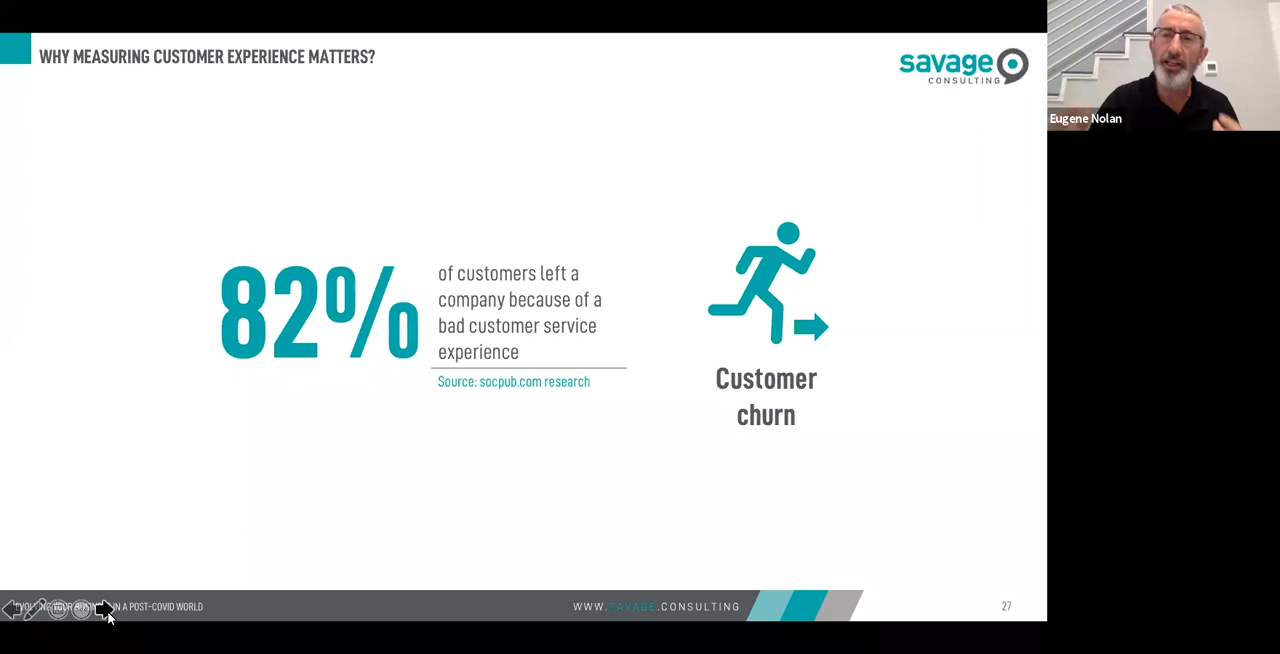 WHY MEASURING CUSTOMER EXPERIENCE MATTERS?
savage
CONSULTING
Eugene Nolan
82%
of customers left a
company because of a
bad customer service
experience
Source: socpub.com research
Customer
churn
IN A POST-COVID WORLD
WWW.SAVAGE.CONSULTING
27